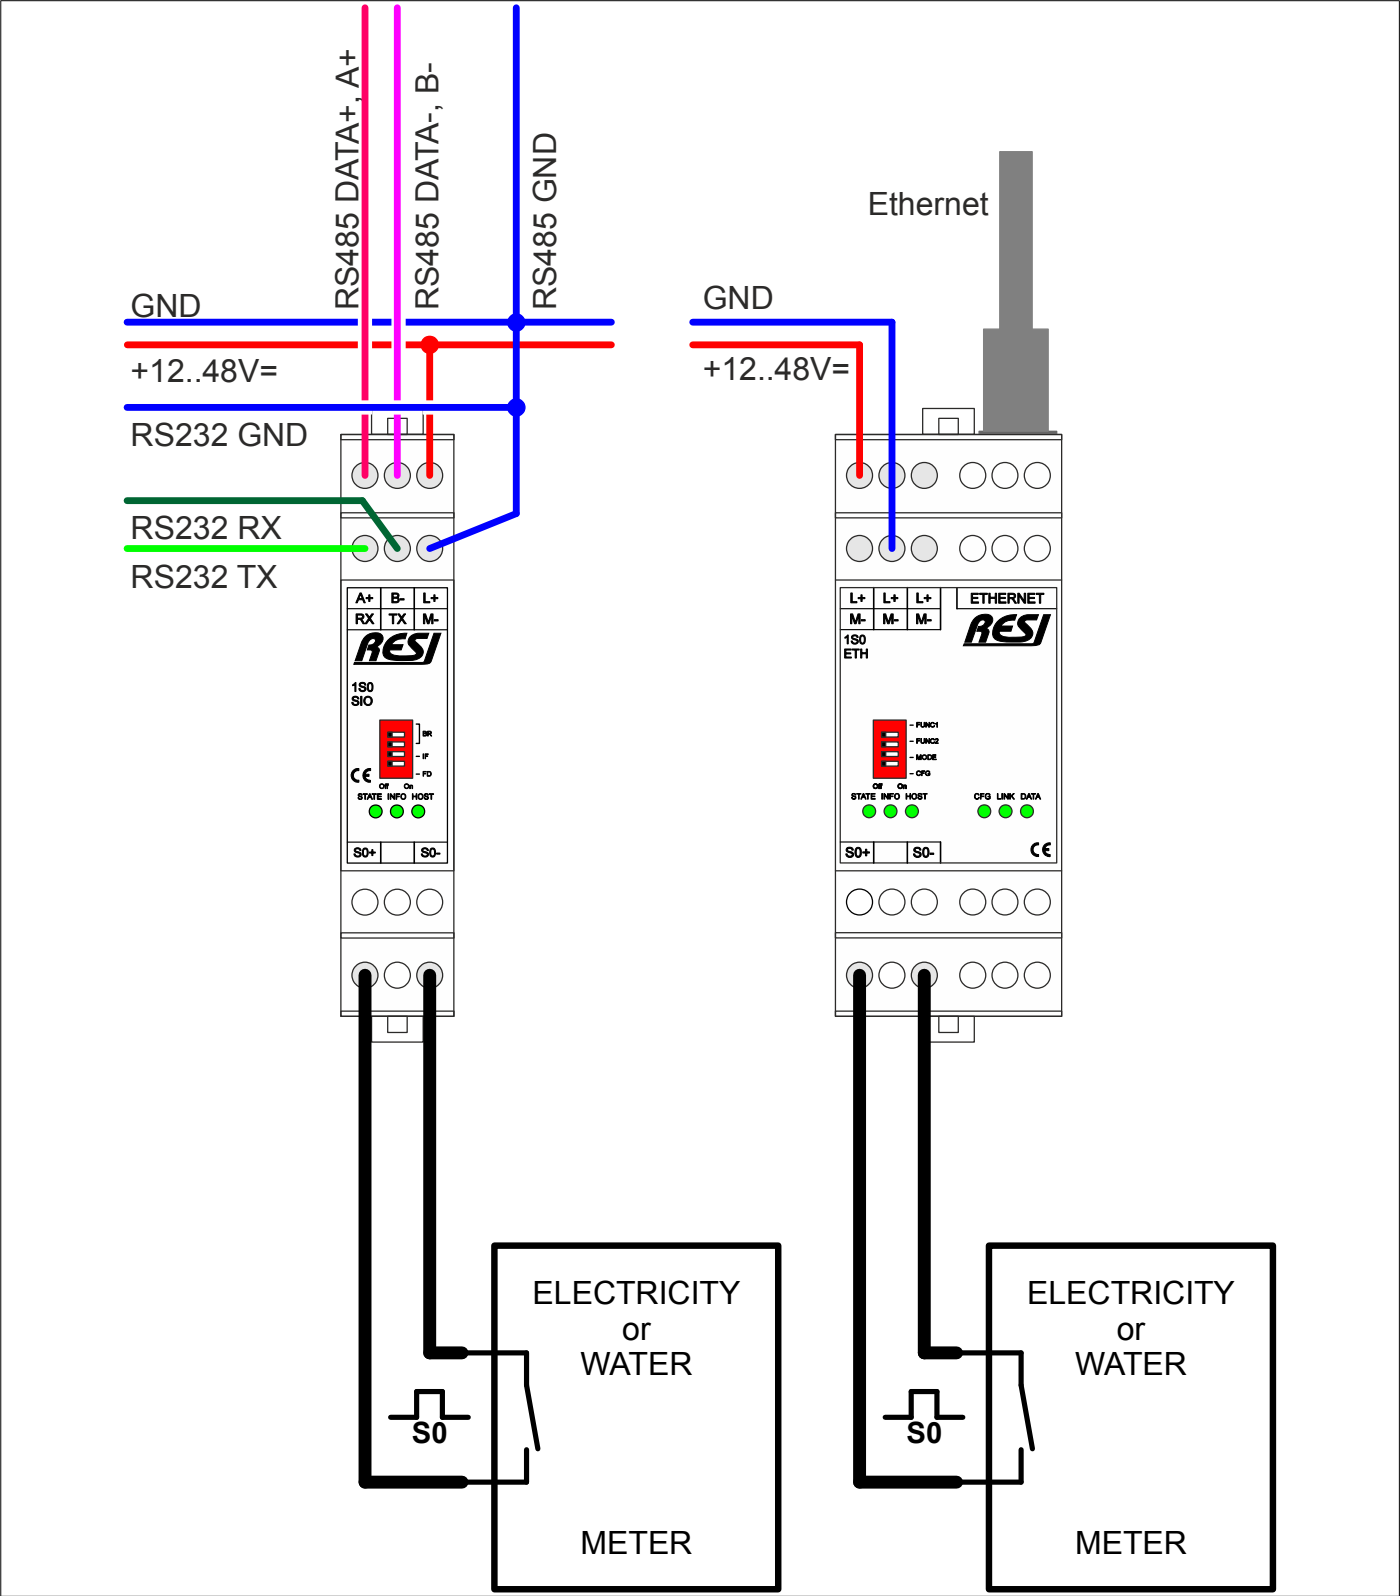 RS485 DATA+, A+
RS485 DATA-, B-
RS485 GND
GND
+12..48V=
RS232 GND
RS232 RX
RS232 TX
A+ B- L+
RX TX M-
RESI
1S0
SIO
BR
IF
FD
CE
Off On
STATE INFO HOST
S0+ S0-
S0
ELECTRICITY
or
WATER
METER
Ethernet
GND
+12..48V=
L+ L+ L+ ETHERNET
M- M- M-
RESI
1S0
ETH
FUNC1
FUNC2
MODE
CFG
Off On
STATE INFO HOST CFG LINK DATA
S0+ S0- CE
S0
ELECTRICITY
or
WATER
METER